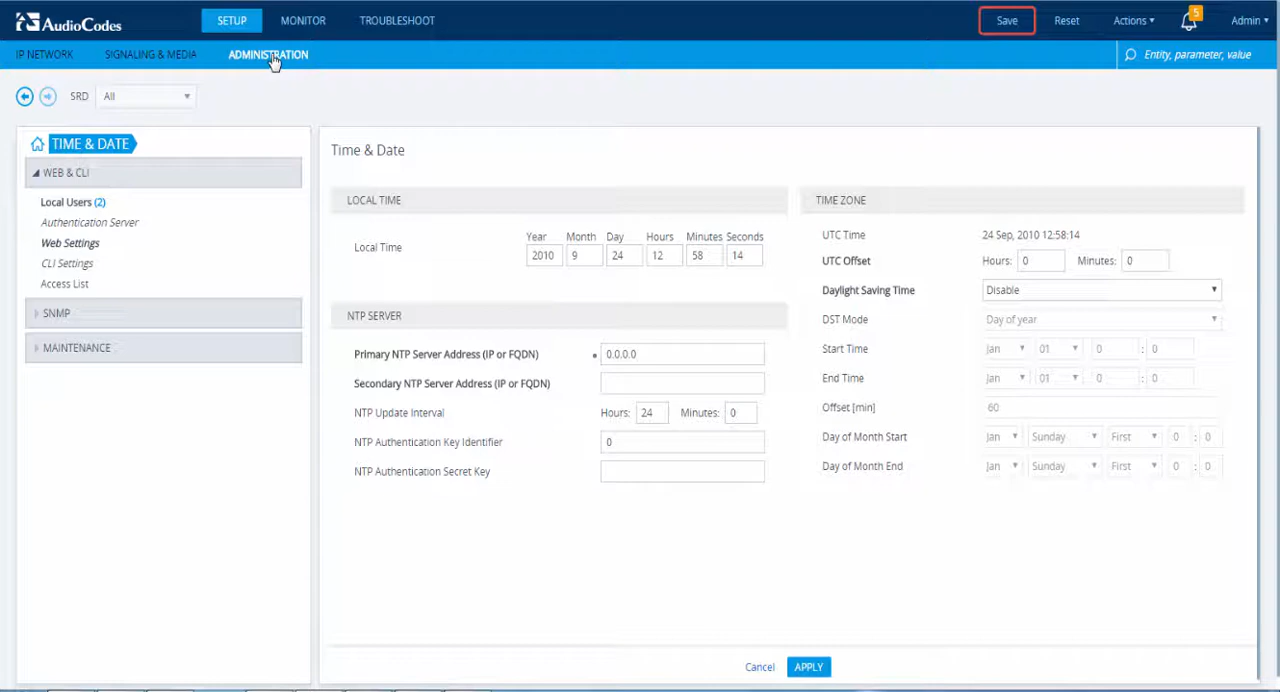 AudioCodes SETUP MONITOR TROUBLESHOOT Save Reset Actions 5 Admin
IP NETWORK SIGNALING & MEDIA ADMINISTRATION Entity, parameter, value
SRD All
TIME & DATE
WEB & CLI
Local Users (2)
Authentication Server
Web Settings
CLI Settings
Access List
SNMP
MAINTENANCE
Time & Date
LOCAL TIME
Year Month Day Hours Minutes Seconds
Local Time 2010 9 24 12 58 14
NTP SERVER
Primary NTP Server Address (IP or FQDN) 0.0.0.0
Secondary NTP Server Address (IP or FQDN)
NTP Update Interval Hours: 24 Minutes: 0
NTP Authentication Key Identifier 0
NTP Authentication Secret Key
TIME ZONE
UTC Time 24 Sep, 2010 12:58:14
UTC Offset Hours: 0 Minutes: 0
Daylight Saving Time Disable
DST Mode Day of year
Start Time Jan 01 0 : 0
End Time Jan 01 0 : 0
Offset [min] 60
Day of Month Start Jan Sunday First 0 : 0
Day of Month End Jan Sunday First 0 : 0
Cancel APPLY